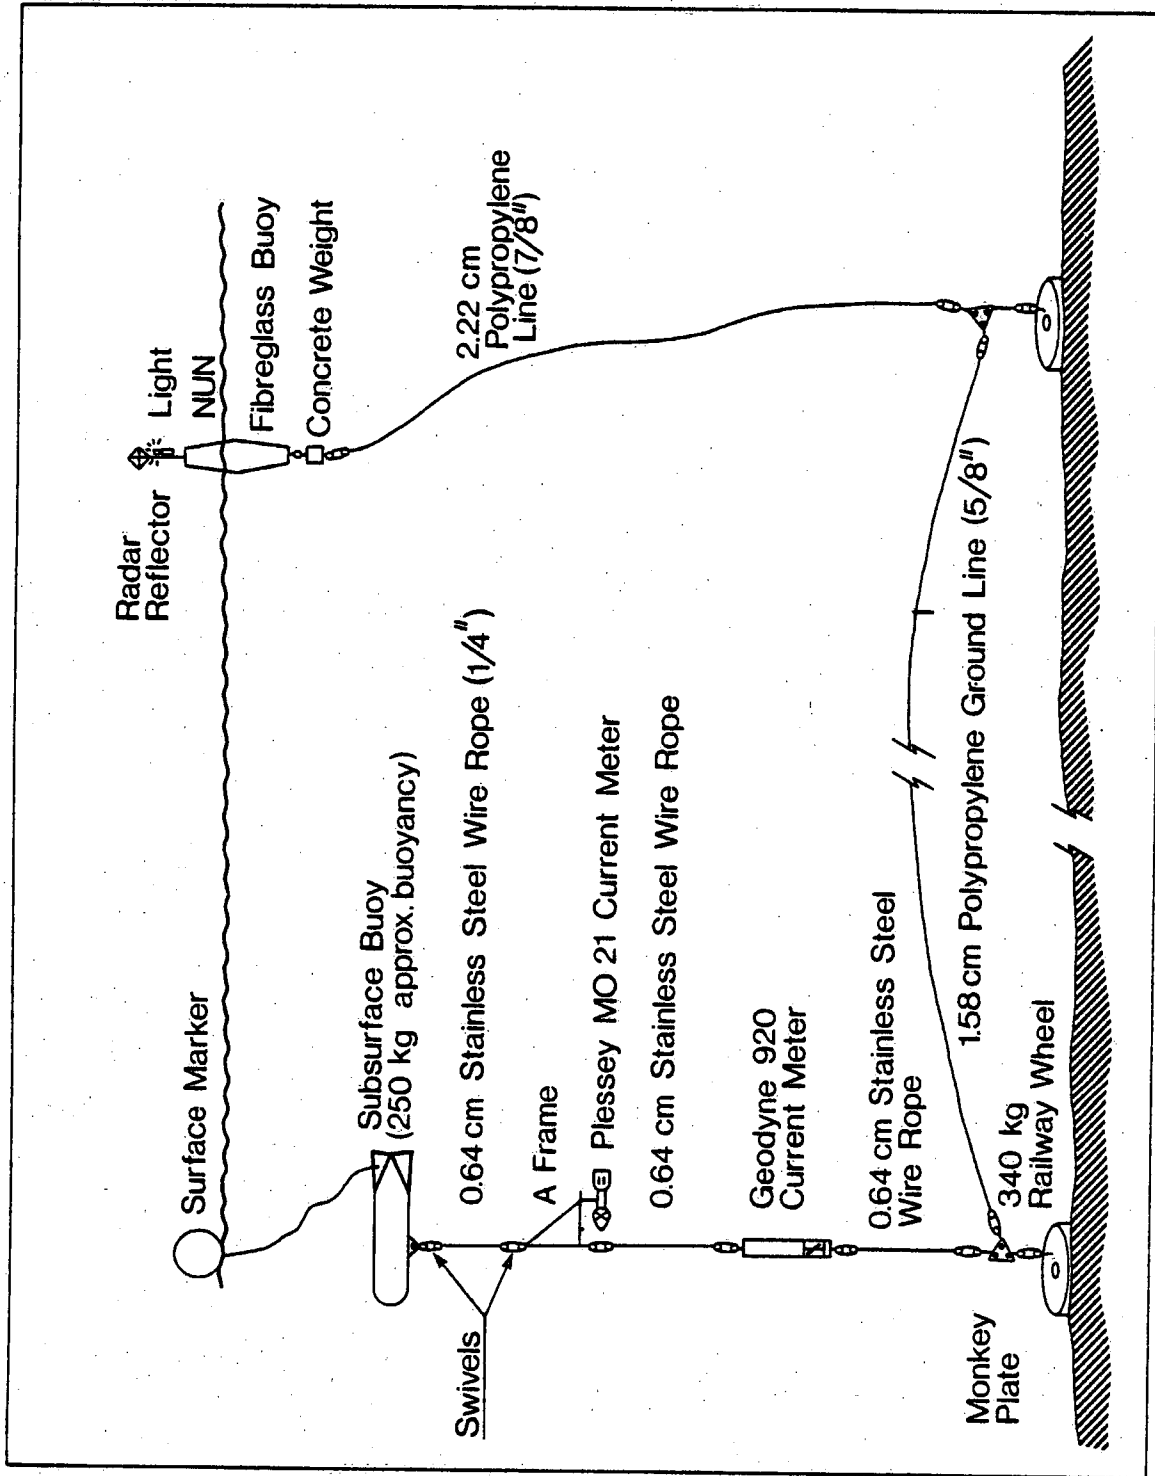 Radar
Reflector
Light
NUN
Fibreglass Buoy
Concrete Weight
Surface Marker
Subsurface Buoy
(250 kg approx. buoyancy)
2.22 cm
Polypropylene
Line (7/8")
Swivels
0.64 cm Stainless Steel Wire Rope (1/4")
A Frame
Plessey MO 21 Current Meter
0.64 cm Stainless Steel Wire Rope
Geodyne 920
Current Meter
0.64 cm Stainless Steel
Wire Rope
1.58 cm Polypropylene Ground Line (5/8")
Monkey
Plate
340 kg
Railway Wheel